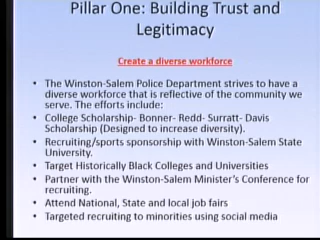 Pillar One: Building Trust and
Legitimacy
Create a diverse workforce
• The Winston-Salem Police Department strives to have a
diverse workforce that is reflective of the community we
serve. The efforts include:
• College Scholarship- Bonner- Redd- Surratt- Davis
Scholarship (Designed to increase diversity).
• Recruiting/sports sponsorship with Winston-Salem State
University.
• Target Historically Black Colleges and Universities
• Partner with the Winston-Salem Minister's Conference for
recruiting.
• Attend National, State and local job fairs
• Targeted recruiting to minorities using social media